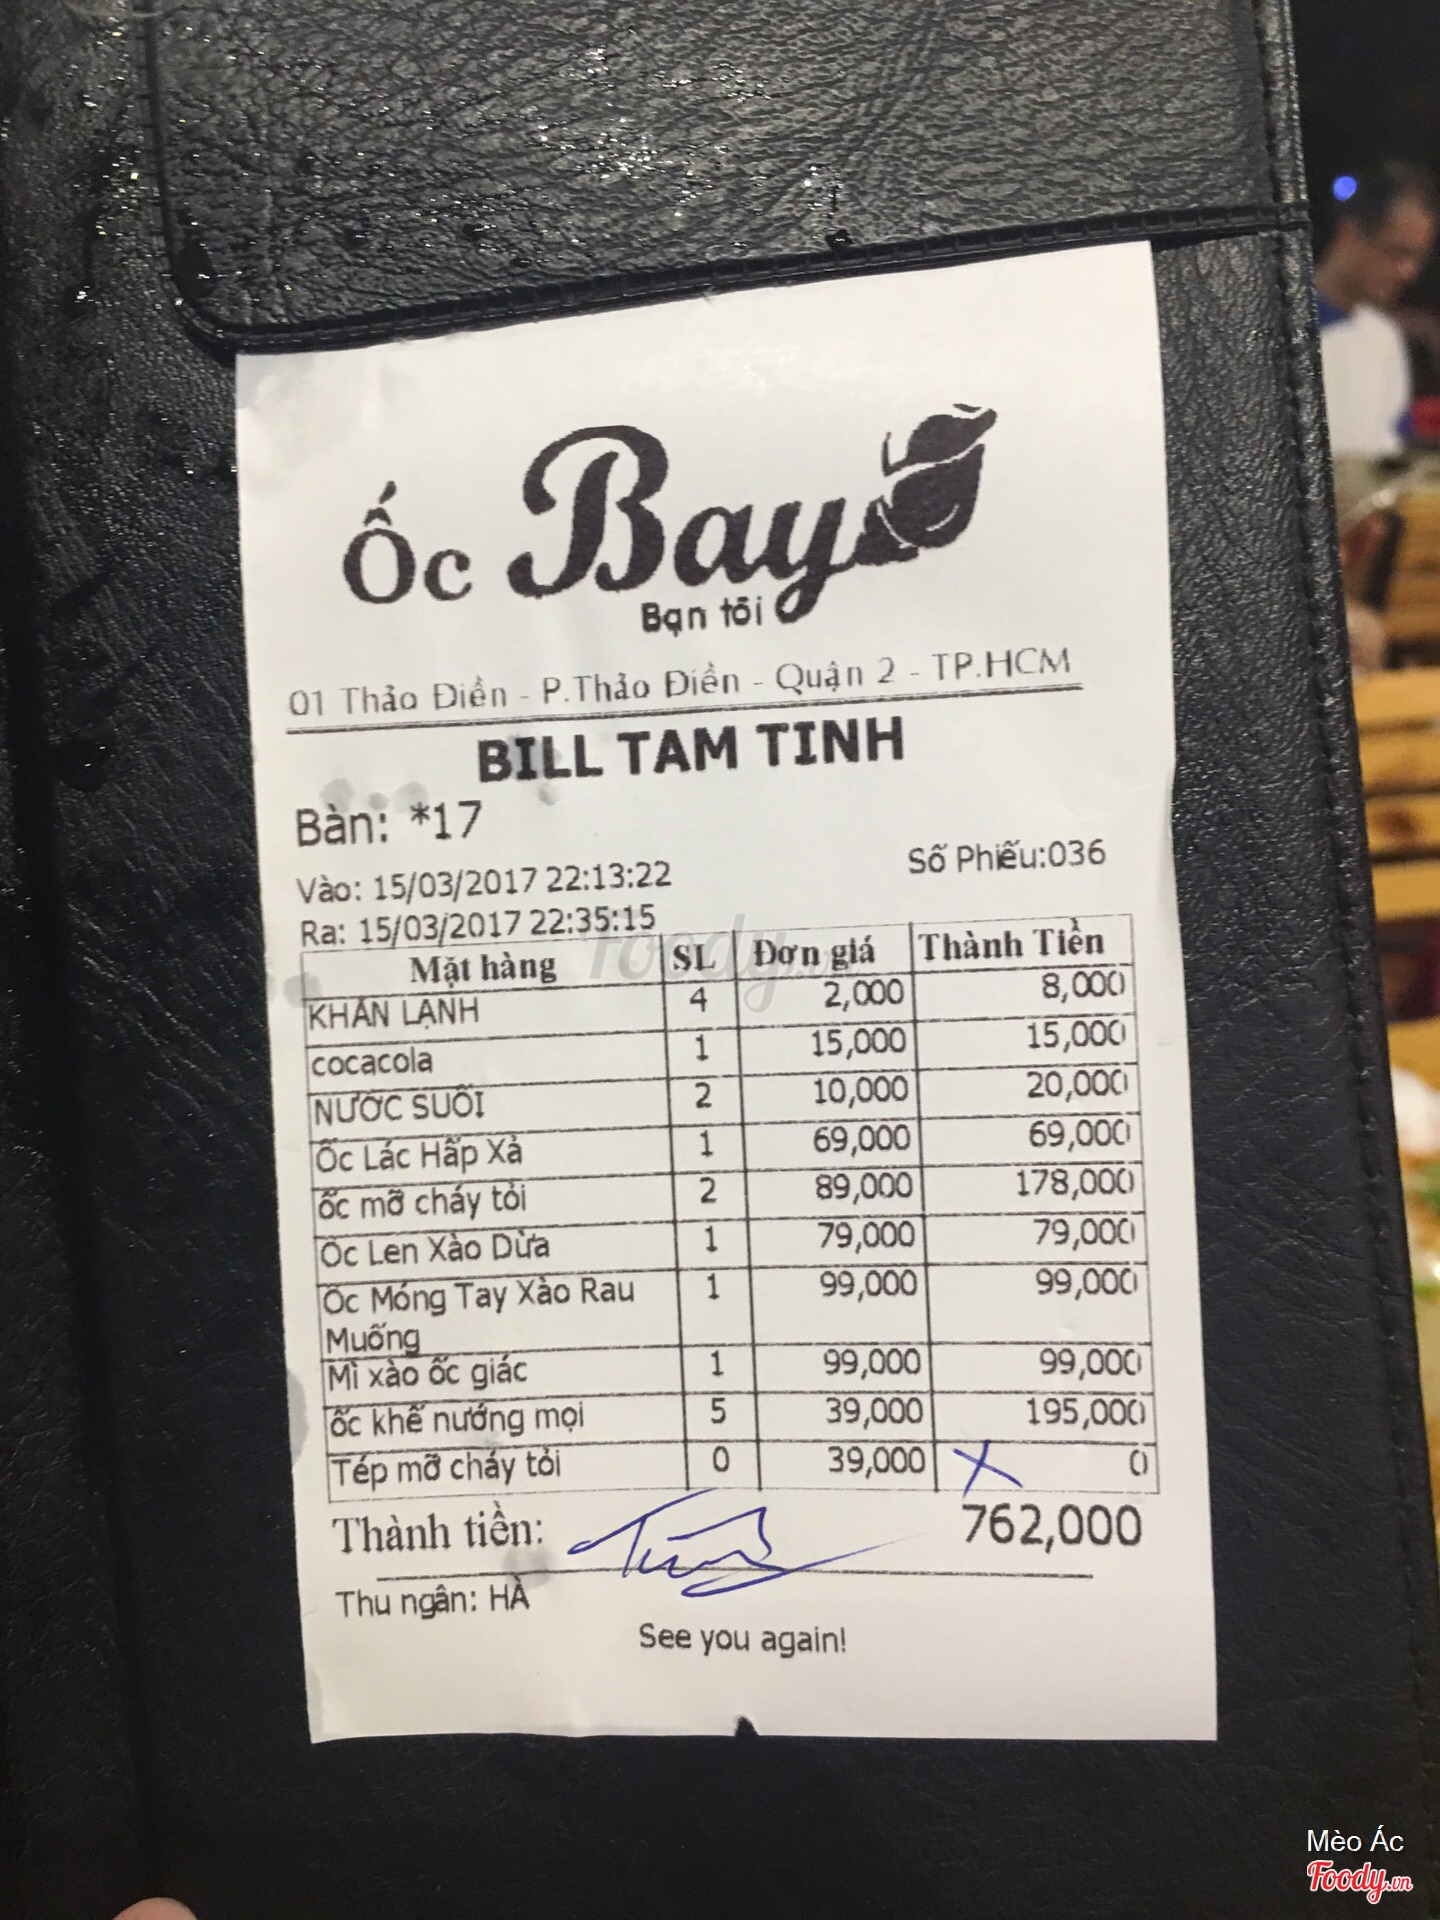 Ốc Bay
Bạn tôi
01 Thảo Điền - P.Thảo Điền - Quận 2 - TP.HCM
BILL TAM TINH
Bàn: *17
Số Phiếu:036
Vào: 15/03/2017 22:13:22
Ra: 15/03/2017 22:35:15
Mặt hàng SL Đơn giá Thành Tiền
KHĂN LẠNH 4 2,000 8,000
cocacola 1 15,000 15,000
NƯỚC SUỐI 2 10,000 20,000
Ốc Lác Hấp Xả 1 69,000 69,000
ốc mỡ cháy tỏi 2 89,000 178,000
Ốc Len Xào Dừa 1 79,000 79,000
Ốc Móng Tay Xào Rau 1 99,000 99,000
Muống
Mì xào ốc giác 1 99,000 99,000
ốc khế nướng mọi 5 39,000 195,000
Tép mỡ cháy tỏi 0 39,000 0
Thành tiền: 762,000
Thu ngân: HÀ
See you again!
Foody.vn
Mèo Ác
Foody.vn